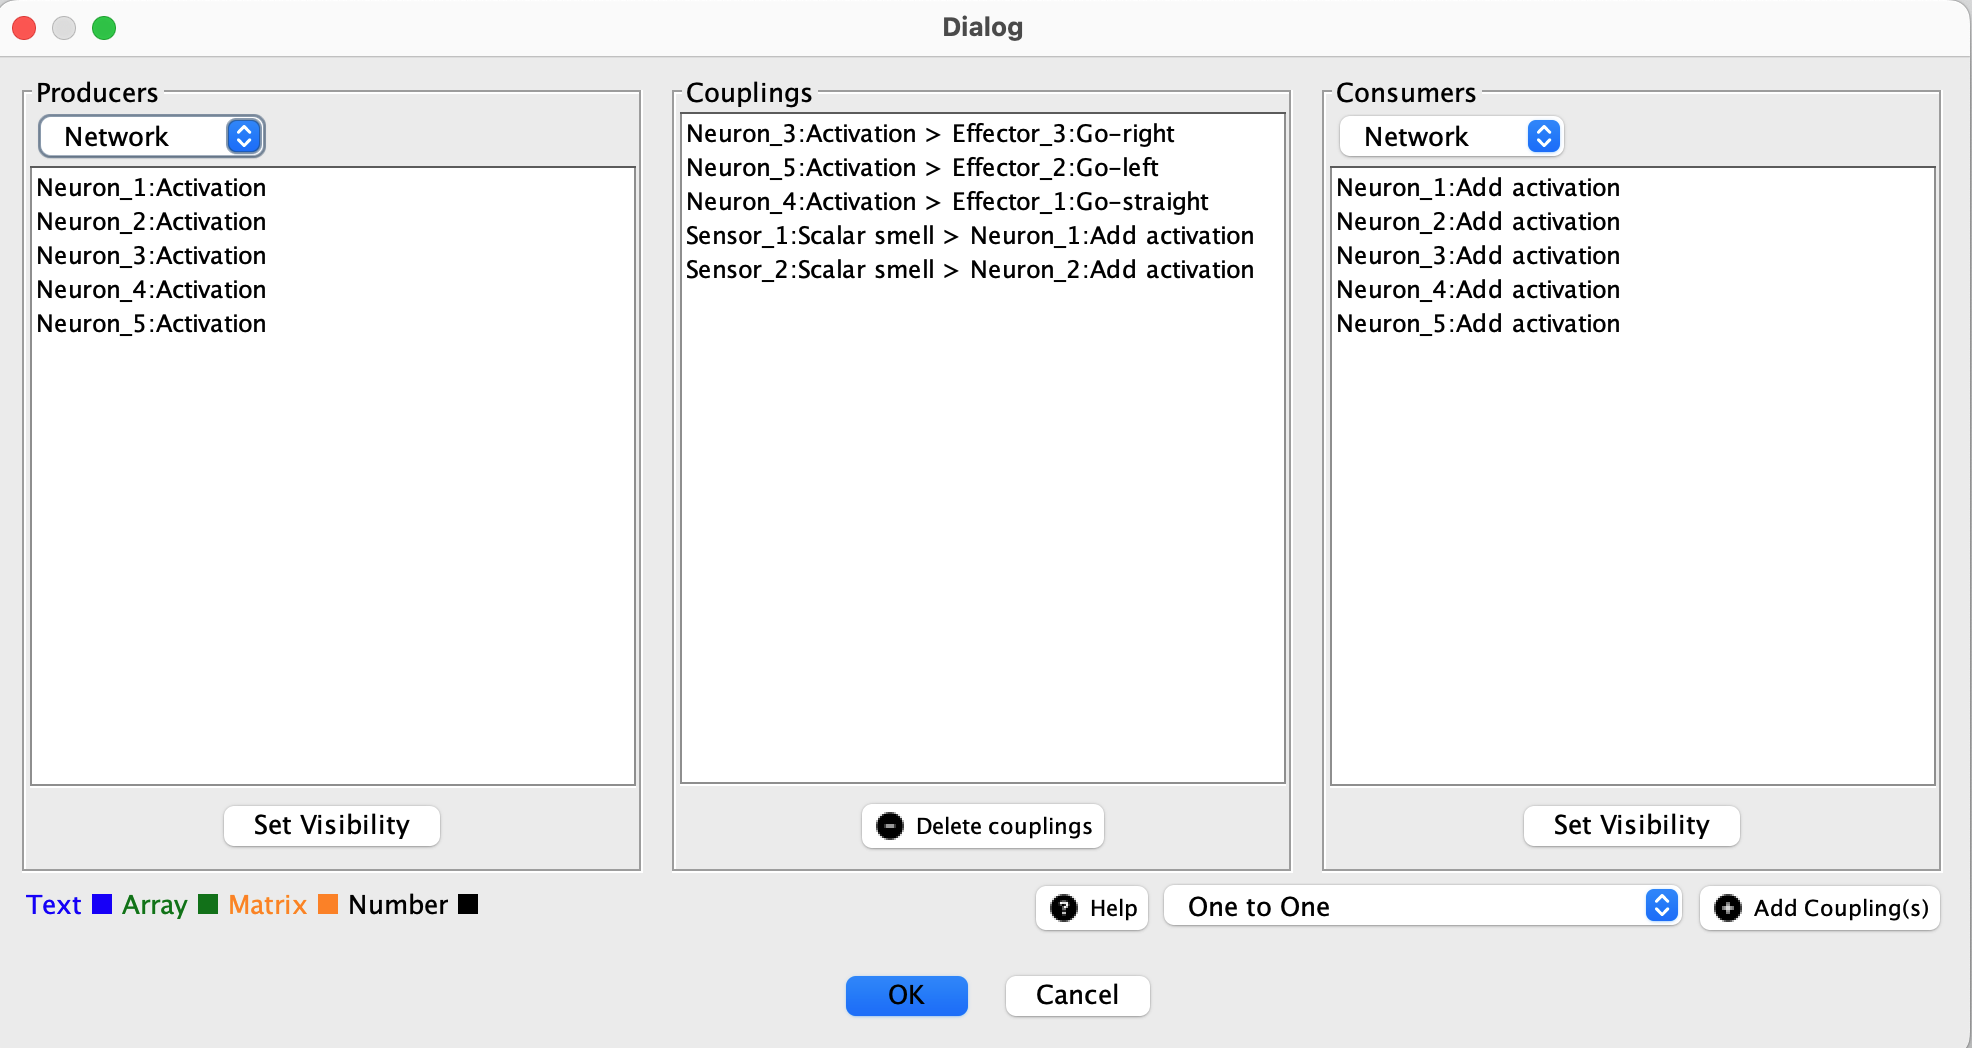 Dialog
Producers
Network
Neuron_1:Activation
Neuron_2:Activation
Neuron_3:Activation
Neuron_4:Activation
Neuron_5:Activation
Set Visibility
Couplings
Neuron_3:Activation > Effector_3:Go-right
Neuron_5:Activation > Effector_2:Go-left
Neuron_4:Activation > Effector_1:Go-straight
Sensor_1:Scalar smell > Neuron_1:Add activation
Sensor_2:Scalar smell > Neuron_2:Add activation
Delete couplings
Consumers
Network
Neuron_1:Add activation
Neuron_2:Add activation
Neuron_3:Add activation
Neuron_4:Add activation
Neuron_5:Add activation
Set Visibility
Text Array Matrix Number
Help
One to One
Add Coupling(s)
OK
Cancel